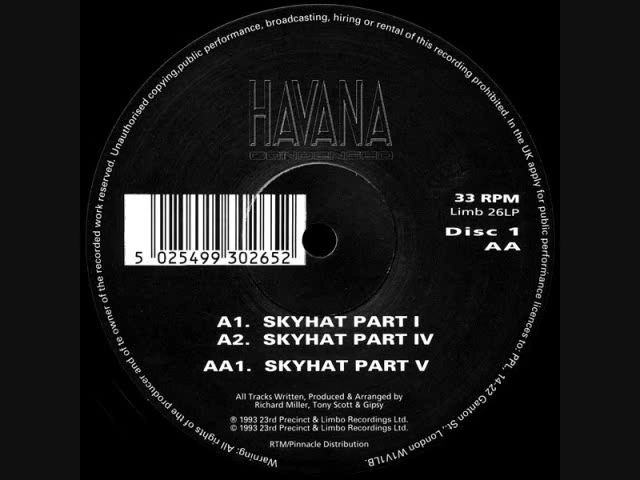 Warning: All rights of the producer and of te owner of the recorded work reserved. Unauthorised copying,public performance, broadcasting, hiring or rental of this recording prohibited. In the UK apply for public performance licences to: PPL, 14-22 Ganton St., London W1V1LB.
HAVANA
CONDENSED
33 RPM
Limb 26LP
Disc 1
AA
5 025499 302652
A1. SKYHAT PART I
A2. SKYHAT PART IV
AA1. SKYHAT PART V
All Tracks Written, Produced & Arranged by
Richard Miller, Tony Scott & Gipsy
℗ 1993 23rd Precinct & Limbo Recordings Ltd.
© 1993 23rd Precinct & Limbo Recordings Ltd.
RTM/Pinnacle Distribution